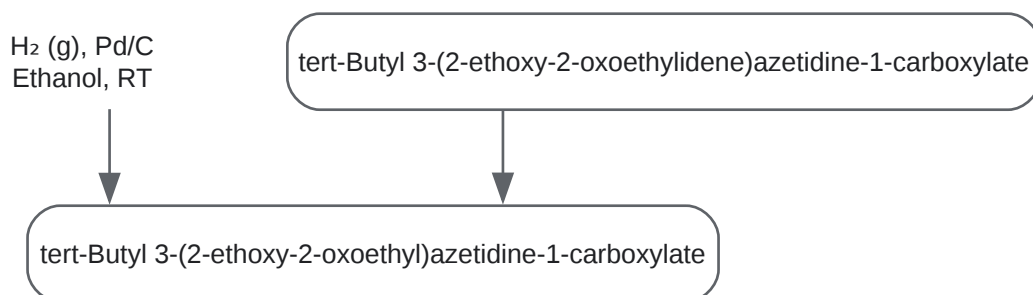 H₂ (g), Pd/C
Ethanol, RT
tert-Butyl 3-(2-ethoxy-2-oxoethylidene)azetidine-1-carboxylate
tert-Butyl 3-(2-ethoxy-2-oxoethyl)azetidine-1-carboxylate